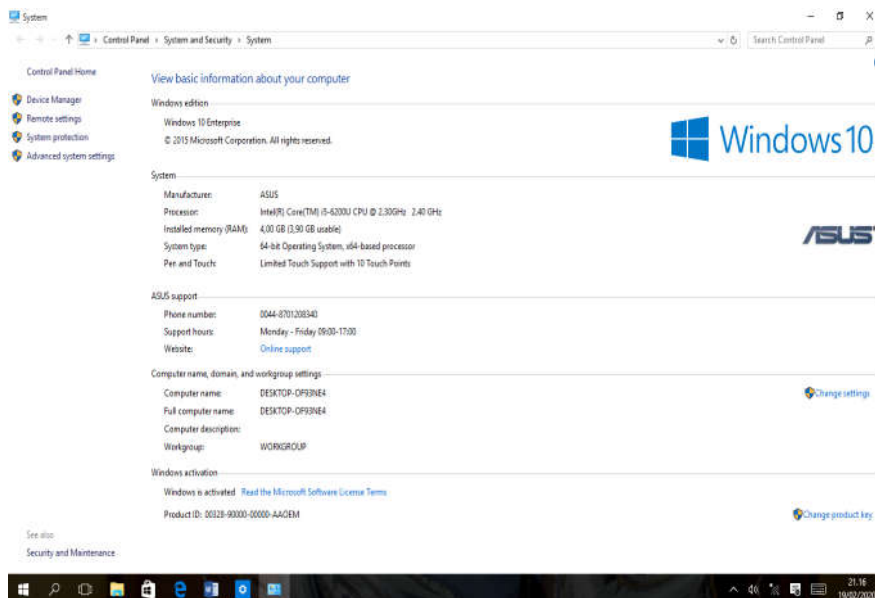 System
Control Panel › System and Security › System
Search Control Panel
Control Panel Home
Device Manager
Remote settings
System protection
Advanced system settings
View basic information about your computer
Windows edition
Windows 10 Enterprise
© 2015 Microsoft Corporation. All rights reserved.
Windows 10
System
Manufacturer: ASUS
Processor: Intel(R) Core(TM) i5-6200U CPU @ 2.30GHz 2.40 GHz
Installed memory (RAM): 4,00 GB (3,90 GB usable)
System type: 64-bit Operating System, x64-based processor
Pen and Touch: Limited Touch Support with 10 Touch Points
ASUS
ASUS support
Phone number: 0044-8701208340
Support hours: Monday - Friday 09:00-17:00
Website: Online support
Computer name, domain, and workgroup settings
Computer name: DESKTOP-OF93NE4
Change settings
Full computer name: DESKTOP-OF93NE4
Computer description:
Workgroup: WORKGROUP
Windows activation
Windows is activated Read the Microsoft Software License Terms
Product ID: 00328-90000-00000-AAOEM
Change product key
See also
Security and Maintenance
21.16
19/02/2020